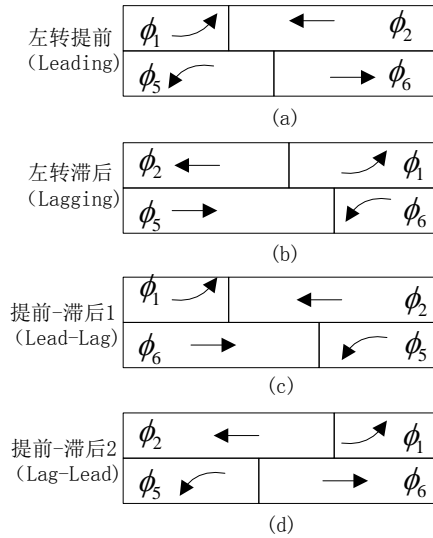 ϕ1 ϕ2
左转提前
(Leading)
ϕ5 ϕ6
(a)
ϕ2 ϕ1
左转滞后
(Lagging)
ϕ5 ϕ6
(b)
ϕ1 ϕ2
提前-滞后1
(Lead-Lag)
ϕ6 ϕ5
(c)
ϕ2 ϕ1
提前-滞后2
(Lag-Lead)
ϕ5 ϕ6
(d)